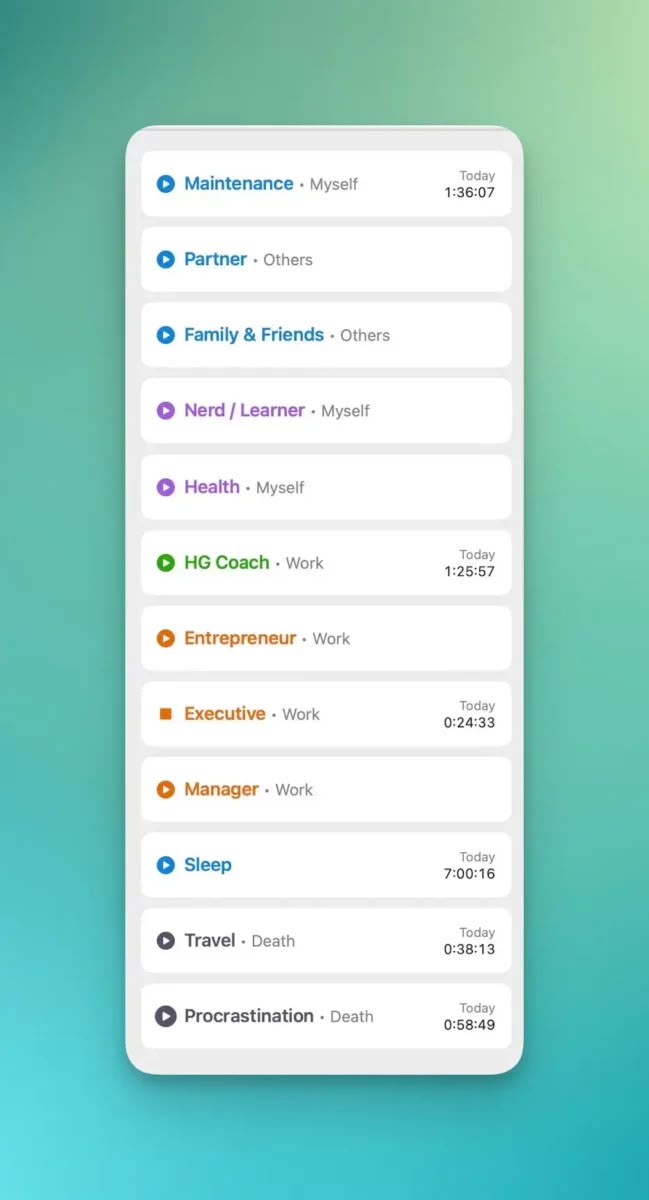 Maintenance • Myself
Today
1:36:07
Partner • Others
Family & Friends • Others
Nerd / Learner • Myself
Health • Myself
HG Coach • Work
Today
1:25:57
Entrepreneur • Work
Executive • Work
Today
0:24:33
Manager • Work
Sleep
Today
7:00:16
Travel • Death
Today
0:38:13
Procrastination • Death
Today
0:58:49